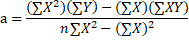 a = (∑X²)(∑Y) − (∑X)(∑XY) / n∑X² − (∑X)²